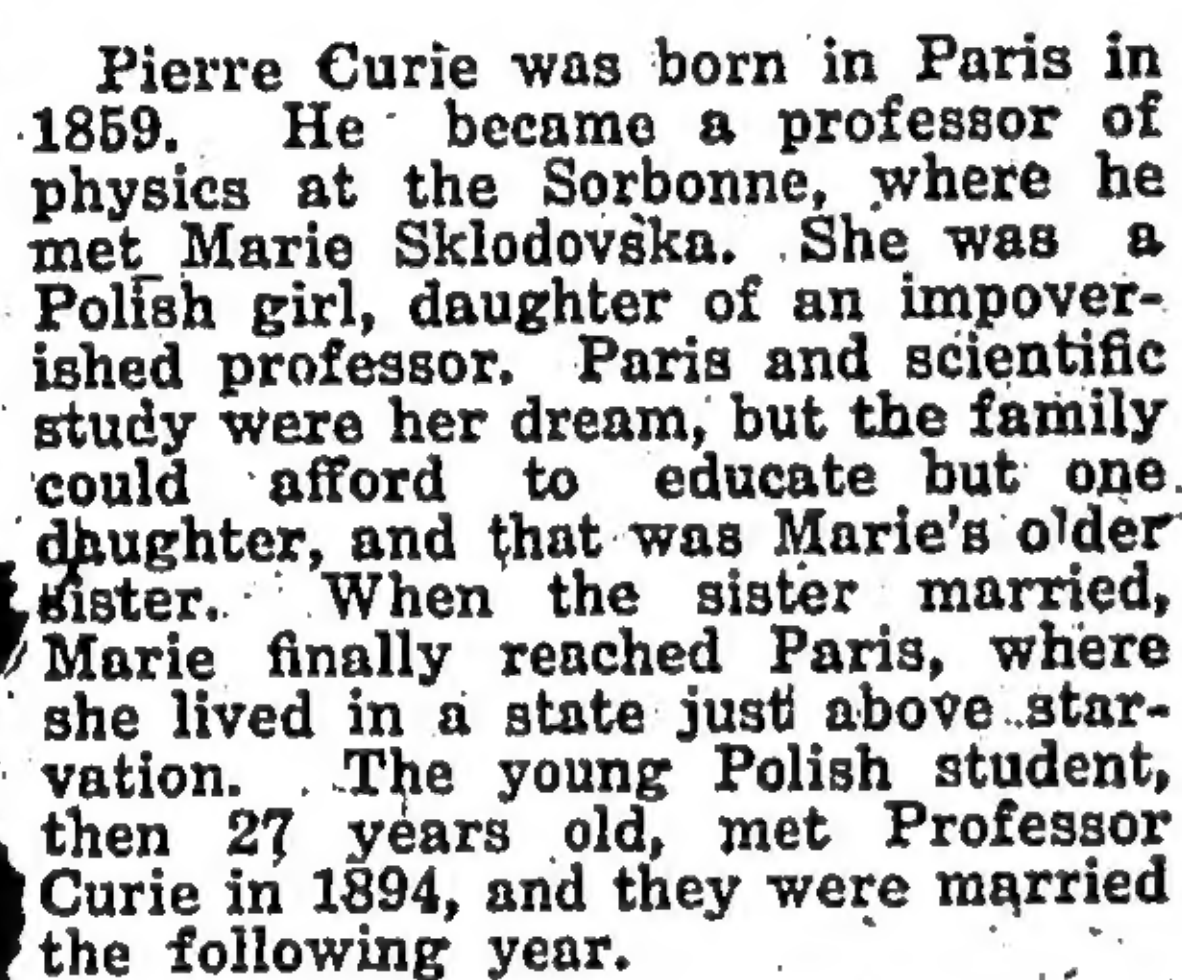 Pierre Curie was born in Paris in
1859. He became a professor of
physics at the Sorbonne, where he
met Marie Sklodovska. She was a
Polish girl, daughter of an impover-
ished professor. Paris and scientific
study were her dream, but the family
could afford to educate but one
daughter, and that was Marie's older
sister. When the sister married,
Marie finally reached Paris, where
she lived in a state just above star-
vation. The young Polish student,
then 27 years old, met Professor
Curie in 1894, and they were married
the following year.